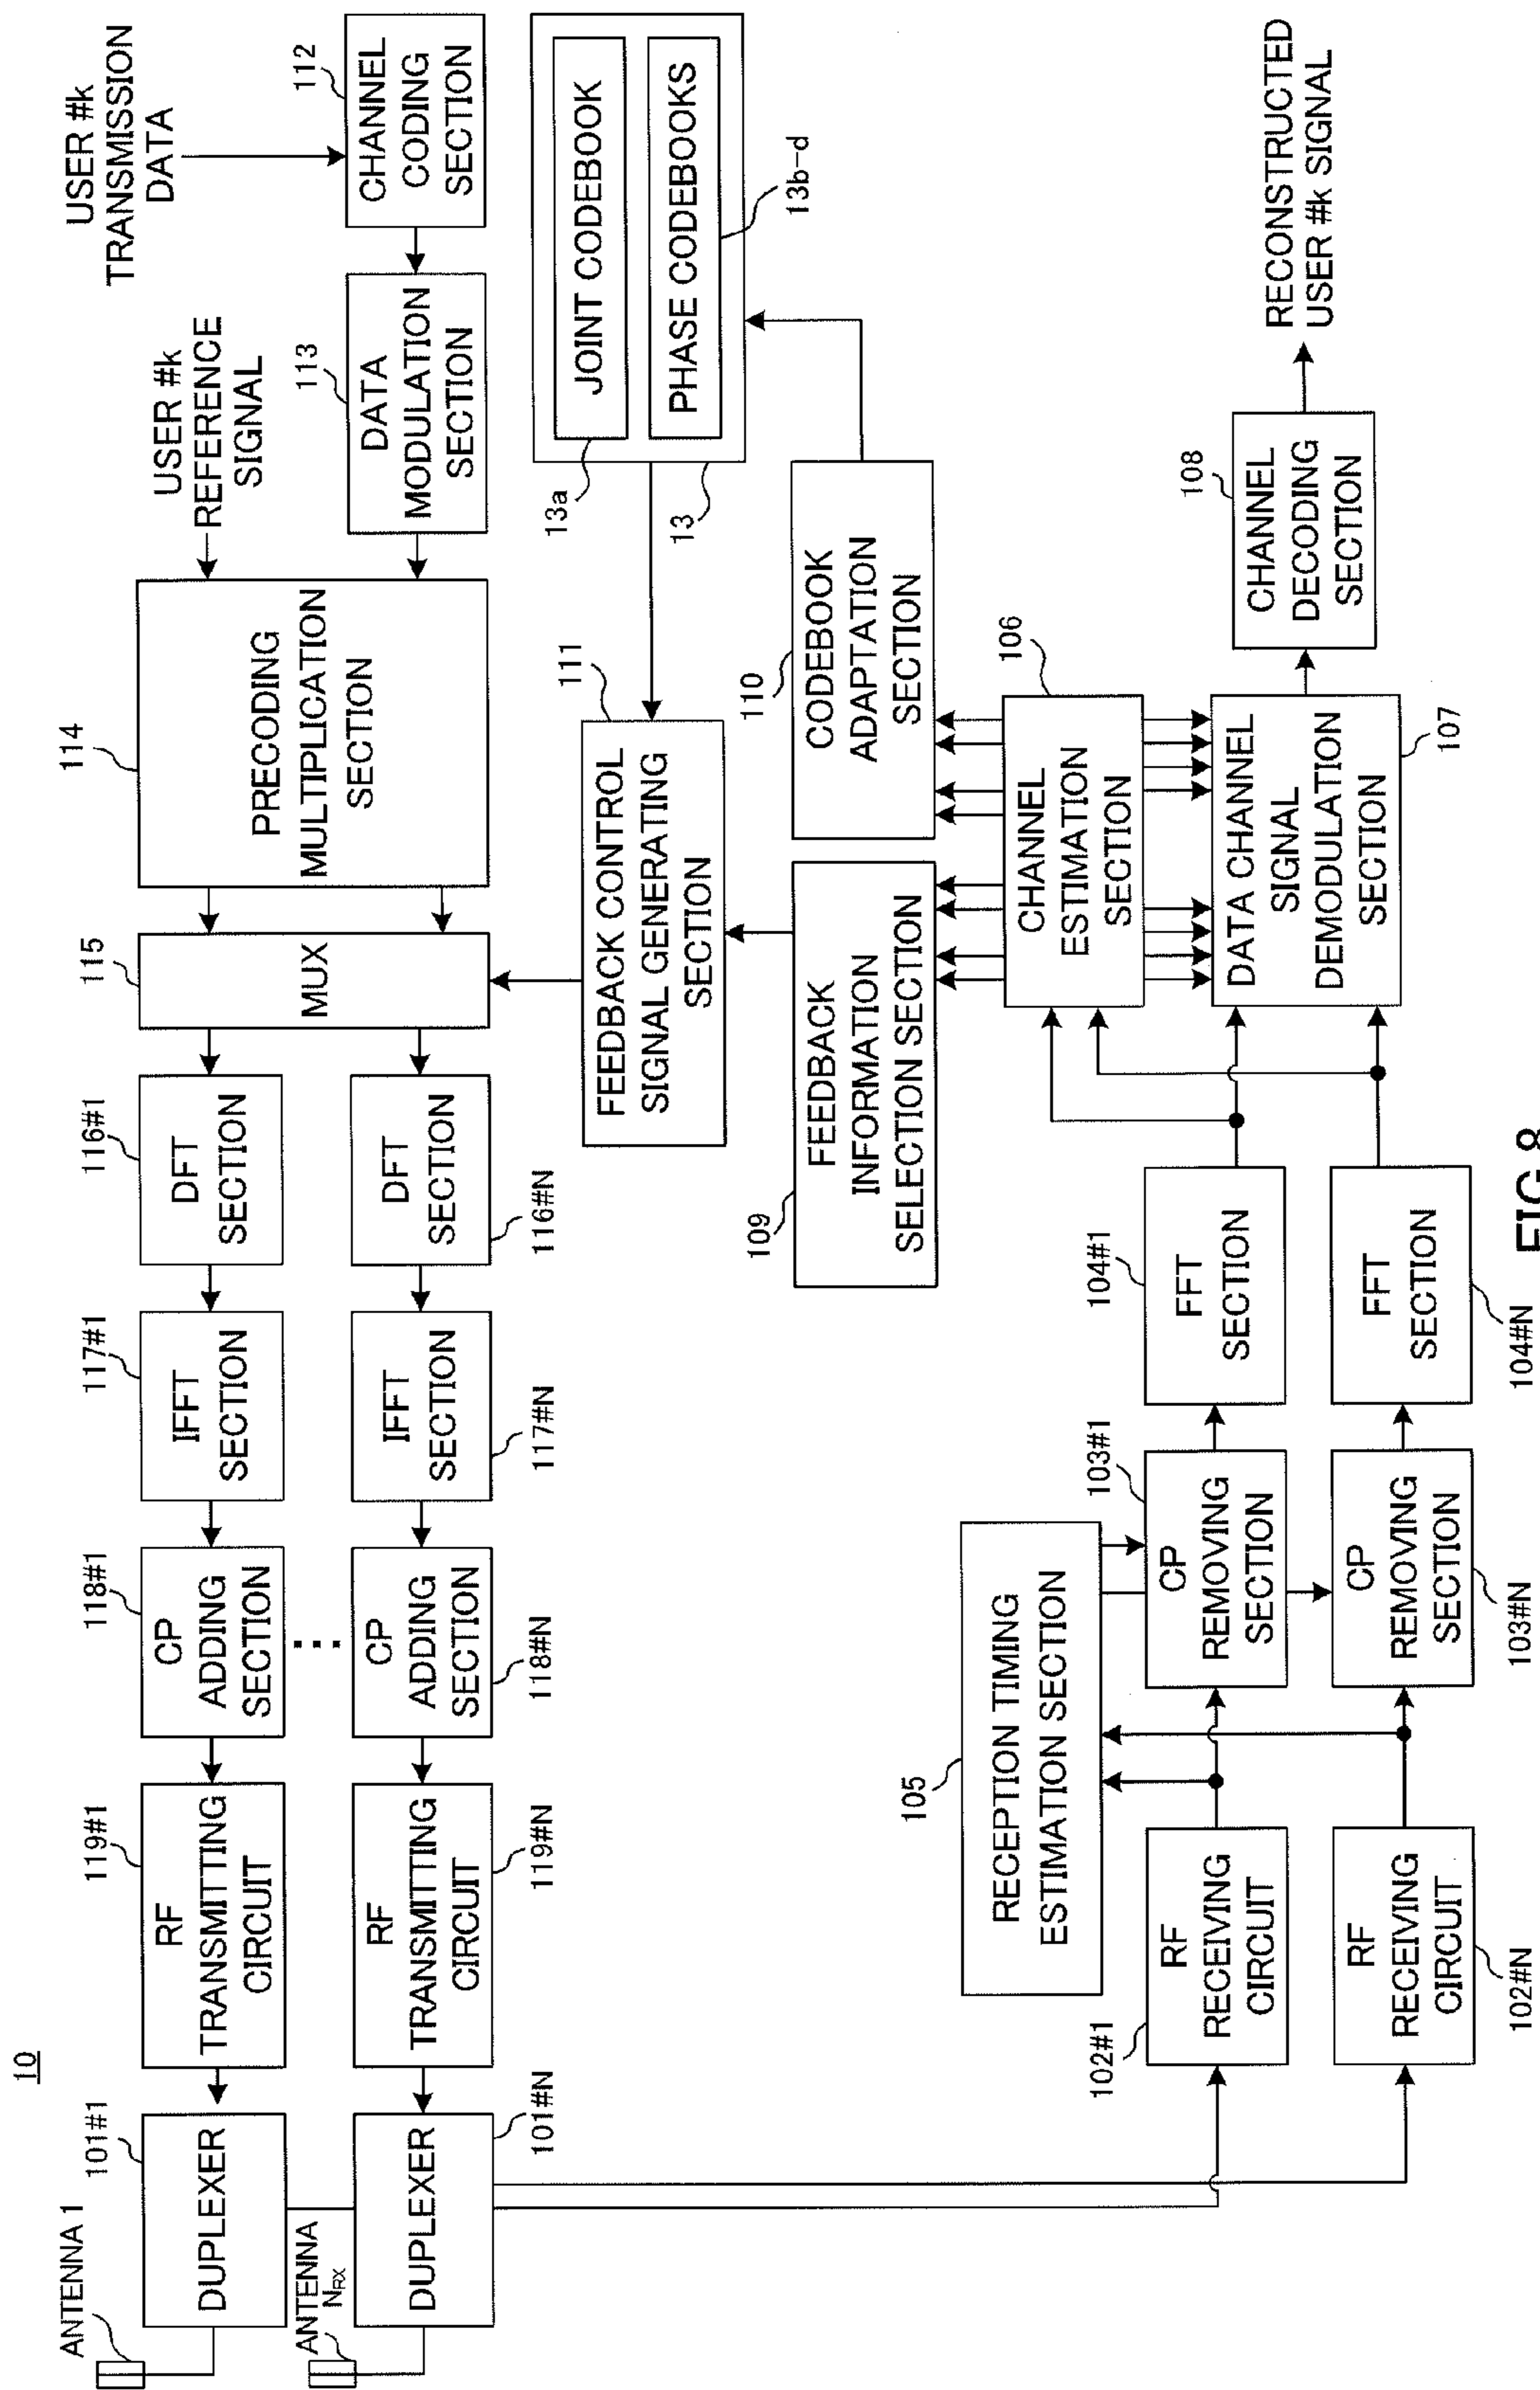 10
ANTENNA 1
101#1
DUPLEXER
119#1
RF
TRANSMITTING
CIRCUIT
118#1
CP
ADDING
SECTION
117#1
IFFT
SECTION
116#1
DFT
SECTION
115
MUX
114
PRECODING
MULTIPLICATION
SECTION
USER #k
REFERENCE
SIGNAL
USER #k
TRANSMISSION
DATA
ANTENNA
NRX
DUPLEXER
101#N
RF
TRANSMITTING
CIRCUIT
119#N
CP
ADDING
SECTION
118#N
IFFT
SECTION
117#N
DFT
SECTION
116#N
113
DATA
MODULATION
SECTION
112
CHANNEL
CODING
SECTION
FEEDBACK CONTROL
SIGNAL GENERATING
SECTION
111
13a
13
JOINT CODEBOOK
PHASE CODEBOOKS
13b-d
109
FEEDBACK
INFORMATION
SELECTION SECTION
110
CODEBOOK
ADAPTATION
SECTION
105
RECEPTION TIMING
ESTIMATION SECTION
CHANNEL
ESTIMATION
SECTION
106
102#1
RF
RECEIVING
CIRCUIT
103#1
CP
REMOVING
SECTION
104#1
FFT
SECTION
DATA CHANNEL
SIGNAL
DEMODULATION
SECTION
107
108
CHANNEL
DECODING
SECTION
RECONSTRUCTED
USER #k SIGNAL
RF
RECEIVING
CIRCUIT
102#N
CP
REMOVING
SECTION
103#N
FFT
SECTION
104#N
FIG.8